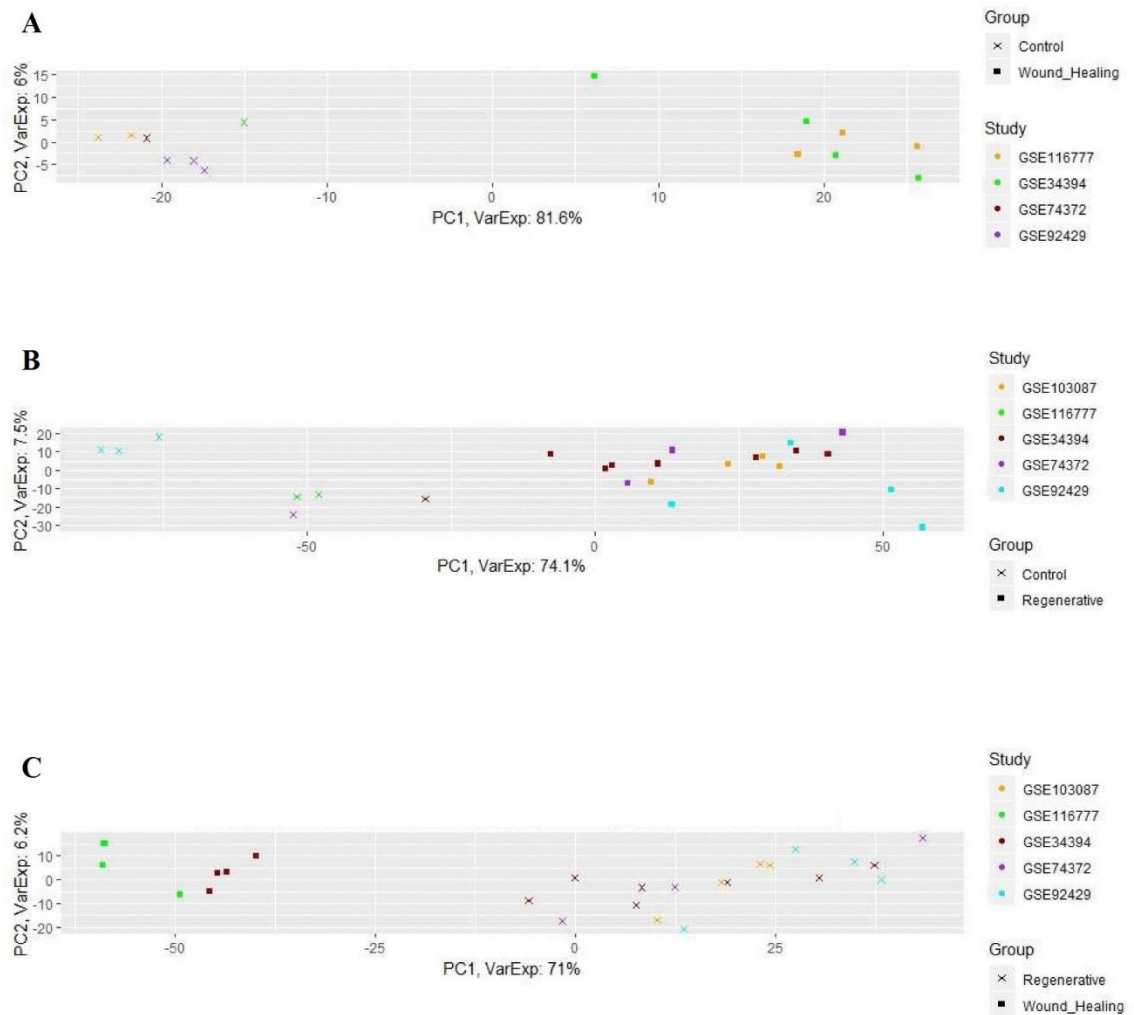 A
PC2, VarExp: 6%
15
10
5
0
-5
-20
-10
0
10
20
PC1, VarExp: 81.6%
Group
Control
Wound_Healing
Study
GSE116777
GSE34394
GSE74372
GSE92429
B
PC2, VarExp: 7.5%
20
10
0
-10
-20
-30
-50
0
50
PC1, VarExp: 74.1%
Study
GSE103087
GSE116777
GSE34394
GSE74372
GSE92429
Group
Control
Regenerative
C
PC2, VarExp: 6.2%
10
0
-10
-20
-50
-25
0
25
PC1, VarExp: 71%
Study
GSE103087
GSE116777
GSE34394
GSE74372
GSE92429
Group
Regenerative
Wound_Healing